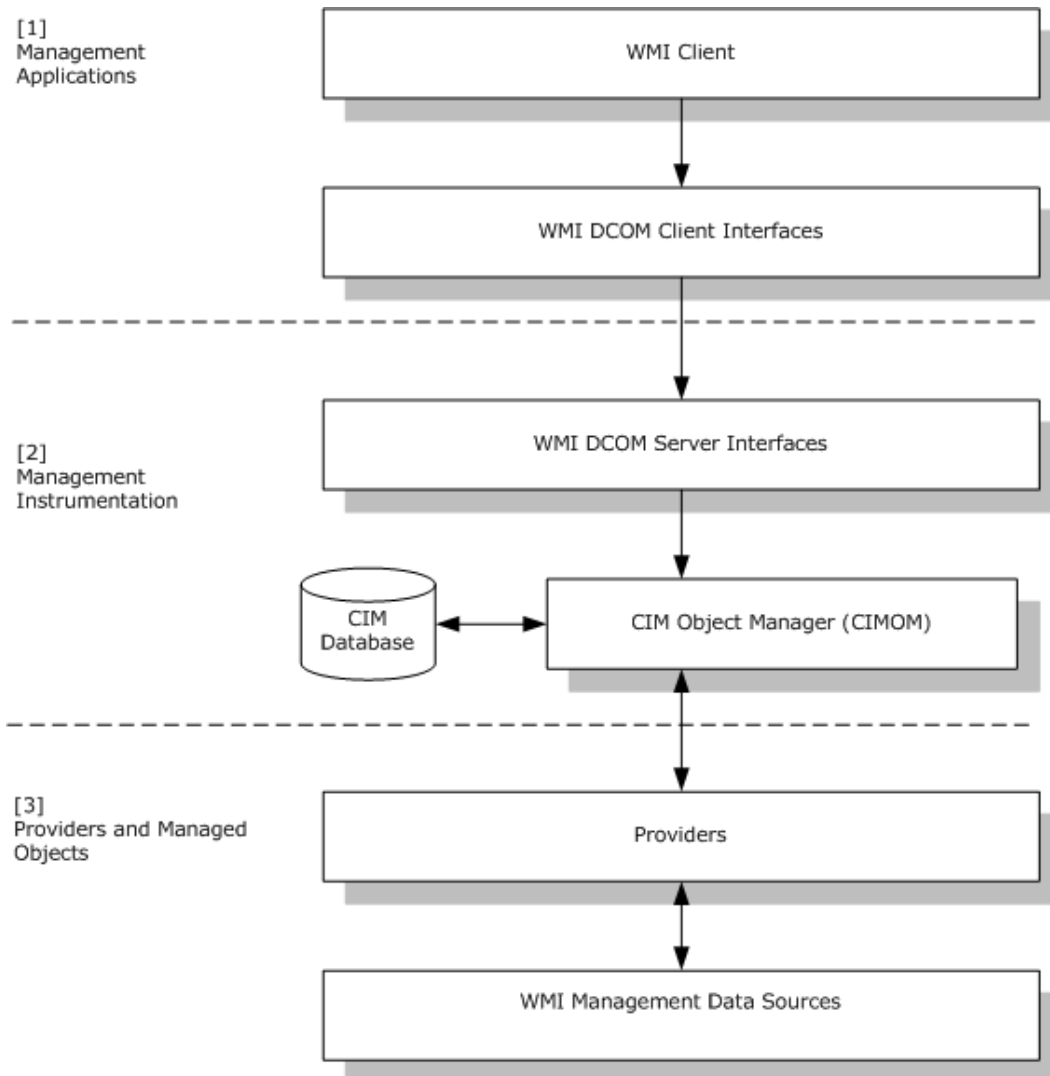 [1]
Management
Applications
WMI Client
WMI DCOM Client Interfaces
[2]
Management
Instrumentation
WMI DCOM Server Interfaces
CIM
Database
CIM Object Manager (CIMOM)
[3]
Providers and Managed
Objects
Providers
WMI Management Data Sources